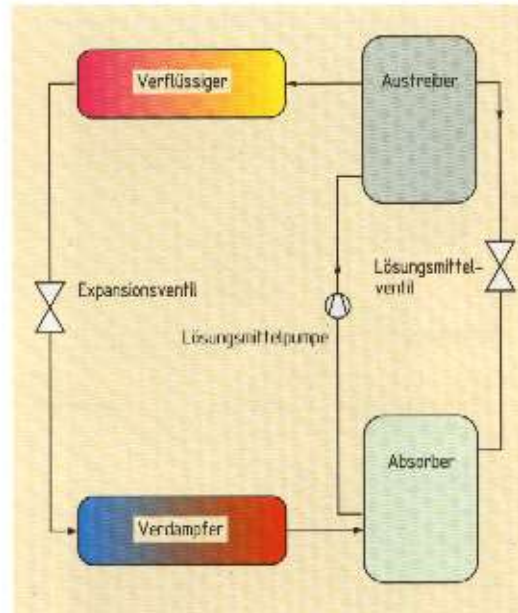 Verflüssiger
Austreiber
Expansionsventil
Lösungsmittel-
ventil
Lösungsmittelpumpe
Absorber
Verdampfer